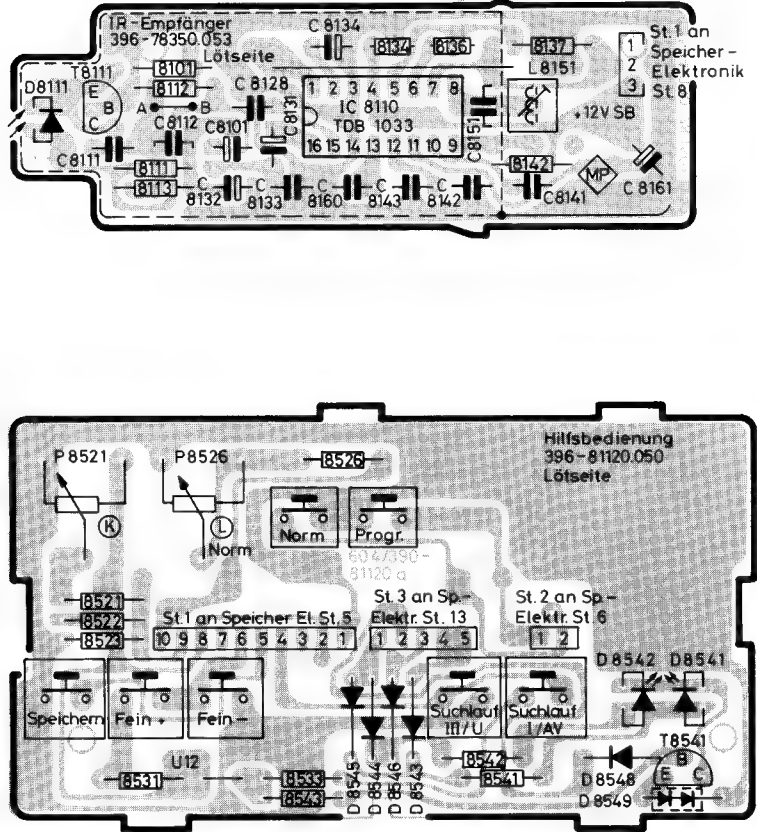 IR-Empfänger
396-78350.053
Lötseite
C 8134
8134
8136
8137
L8151
St.1 an
Speicher-
Elektronik
St.8
1
2
3
D8111
T8111
E
B
C
8101
8112
A
B
C 8128
C 8131
1 2 3 4 5 6 7 8
IC 8110
TDB 1033
16 15 14 13 12 11 10 9
C8151
+12V SB
C8111
C8112
C8101
8111
8113
C 8132
C 8133
C 8160
C 8143
C 8142
8142
C8141
MP
C 8161
Hilfsbedienung
396-81120.050
Lötseite
P 8521
K
P 8526
L
Norm
8526
Norm
Progr.
604/390-
81120 a
8521
8522
8523
St.1 an Speicher El. St.5
10 9 8 7 6 5 4 3 2 1
St. 3 an Sp.-
Elektr. St. 13
1 2 3 4 5
St. 2 an Sp-
Elektr. St.6
1 2
Speichern
Fein +
Fein -
Suchlauf
III/U
Suchlauf
I/AV
D 8542
D 8541
T8541
B
E
C
U12
8531
8533
8543
D 8545
D 8544
D 8546
D 8543
8542
8541
D 8548
D 8549